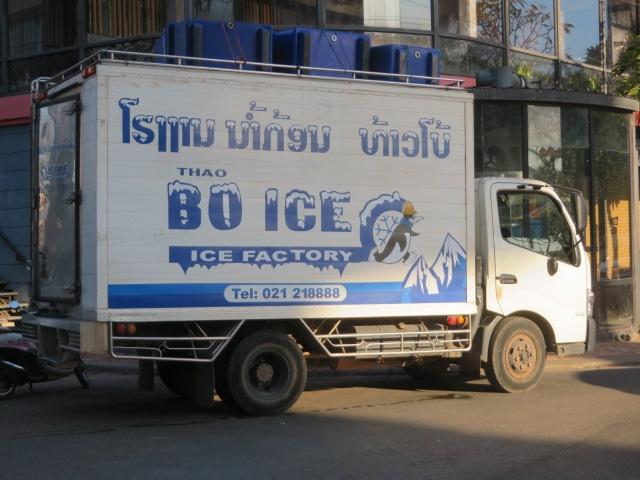 ໂຮງງານ ນ້ຳກ້ອນ ທ້າວໂບ້
THAO
BO ICE
ICE FACTORY
Tel: 021 218888